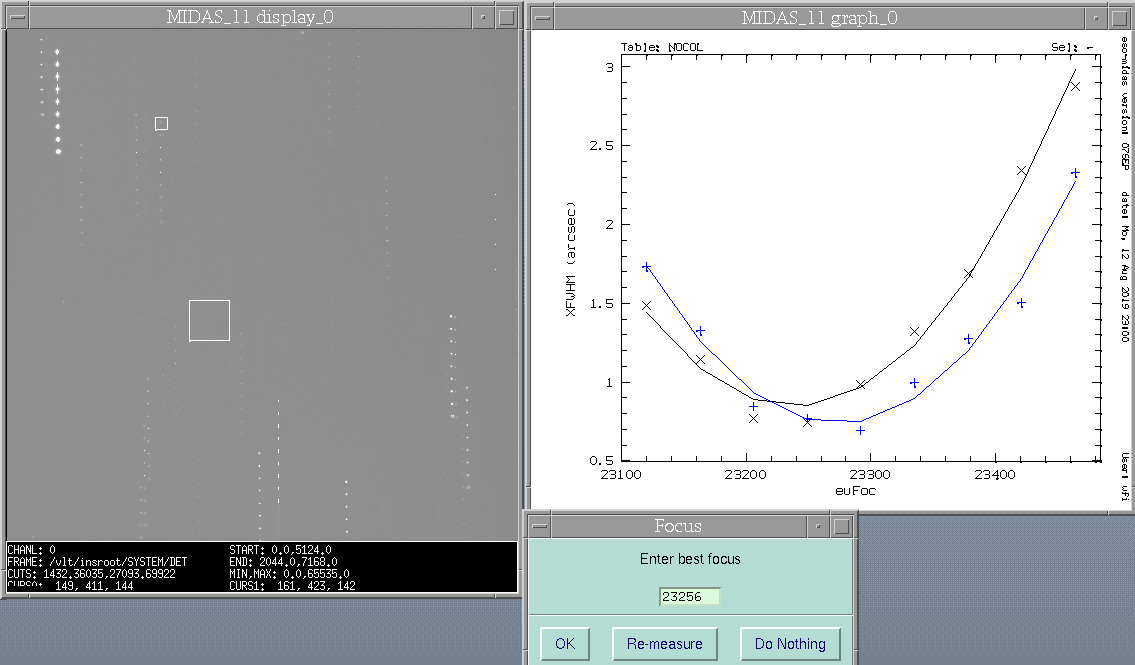 MIDAS_11 display_0
CHANL: 0
START: 0.0,5124.0
FRAME: /vlt/insroot/SYSTEM/DET
END: 2044.0,7168.0
CUTS: 1432.36035,27093.69922
MIN,MAX: 0.0,65535.0
CURS0: 149, 411, 144
CURS1: 161, 423, 142
MIDAS_11 graph_0
Table: NOCOL
Sel: -
3
2.5
2
1.5
1
0.5
XFWHM (arcsec)
23100
23200
23300
23400
euFoc
eso-midas version: 07SEP date: Mo, 12 Aug 2019 23:00 User: ufi
Focus
Enter best focus
23256
OK
Re-measure
Do Nothing